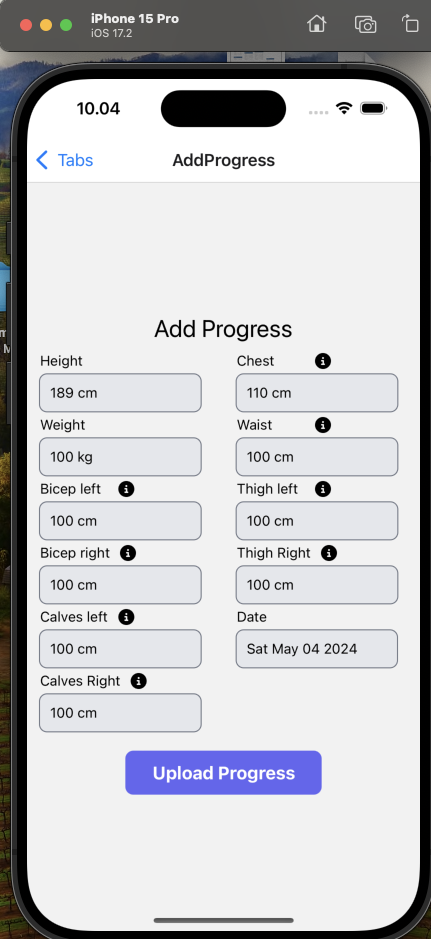 iPhone 15 Pro
iOS 17.2
10.04
Tabs
AddProgress
Add Progress
Height
Chest
189 cm
110 cm
Weight
Waist
100 kg
100 cm
Bicep left
Thigh left
100 cm
100 cm
Bicep right
Thigh Right
100 cm
100 cm
Calves left
Date
100 cm
Sat May 04 2024
Calves Right
100 cm
Upload Progress